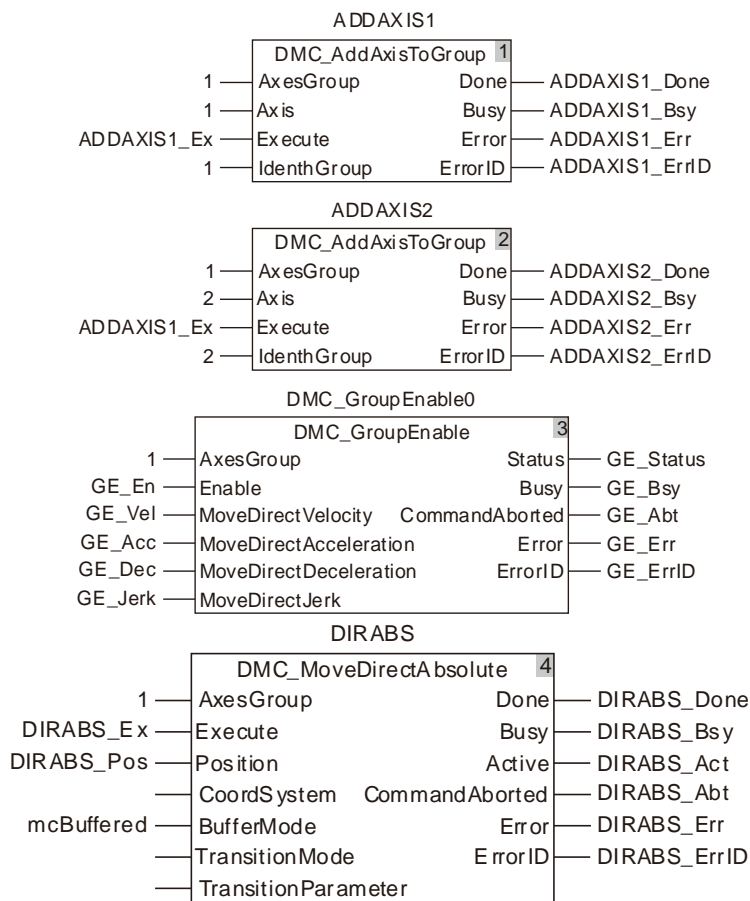 ADDAXIS1
DMC_AddAxisToGroup 1
1 AxesGroup Done ADDAXIS1_Done
1 Axis Busy ADDAXIS1_Bsy
ADDAXIS1_Ex Execute Error ADDAXIS1_Err
1 IdenthGroup ErrorID ADDAXIS1_ErrID
ADDAXIS2
DMC_AddAxisToGroup 2
1 AxesGroup Done ADDAXIS2_Done
2 Axis Busy ADDAXIS2_Bsy
ADDAXIS1_Ex Execute Error ADDAXIS2_Err
2 IdenthGroup ErrorID ADDAXIS2_ErrID
DMC_GroupEnable0
DMC_GroupEnable 3
1 AxesGroup Status GE_Status
GE_En Enable Busy GE_Bsy
GE_Vel MoveDirectVelocity CommandAborted GE_Abt
GE_Acc MoveDirectAcceleration Error GE_Err
GE_Dec MoveDirectDeceleration ErrorID GE_ErrID
GE_Jerk MoveDirectJerk
DIRABS
DMC_MoveDirectAbsolute 4
1 AxesGroup Done DIRABS_Done
DIRABS_Ex Execute Busy DIRABS_Bsy
DIRABS_Pos Position Active DIRABS_Act
CoordSystem CommandAborted DIRABS_Abt
mcBuffered BufferMode Error DIRABS_Err
TransitionMode ErrorID DIRABS_ErrID
TransitionParameter